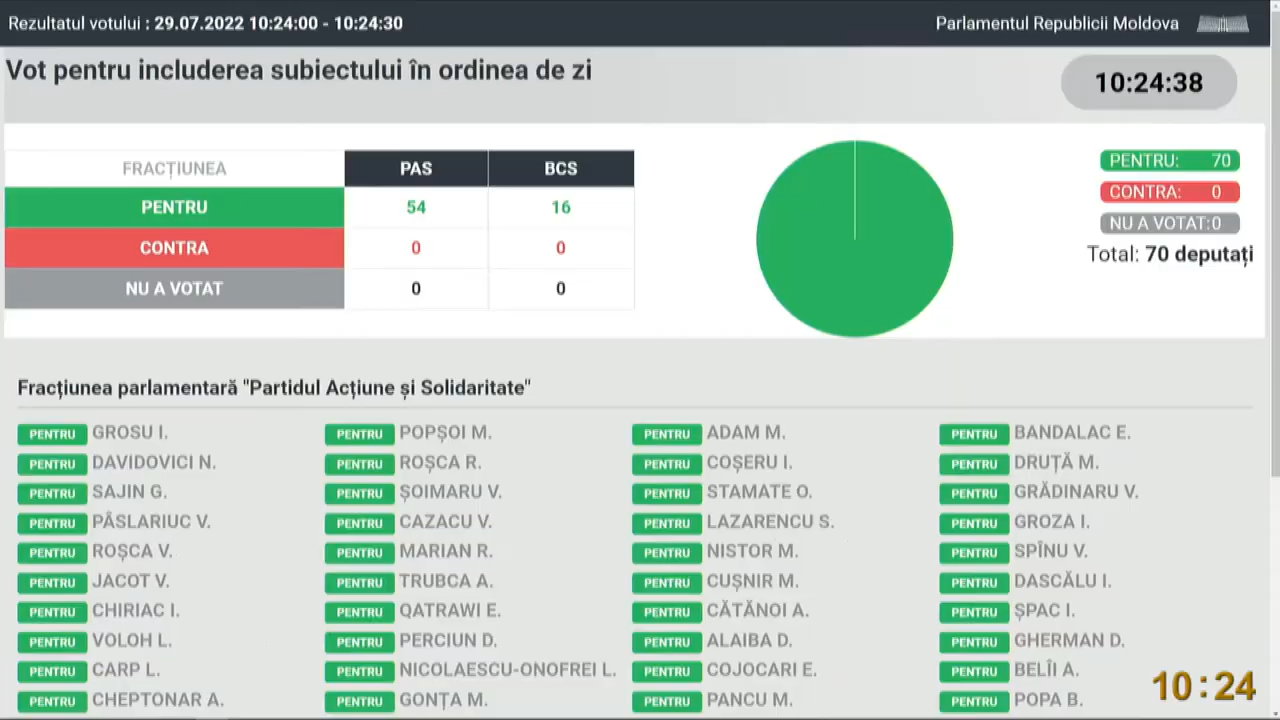 Rezultatul votului : 29.07.2022 10:24:00 - 10:24:30
Parlamentul Republicii Moldova
Vot pentru includerea subiectului în ordinea de zi
10:24:38
FRACȚIUNEA PAS BCS
PENTRU 54 16
CONTRA 0 0
NU A VOTAT 0 0
PENTRU: 70
CONTRA: 0
NU A VOTAT:0
Total: 70 deputați
Fracțiunea parlamentară "Partidul Acțiune și Solidaritate"
PENTRU GROSU I. PENTRU POPȘOI M. PENTRU ADAM M. PENTRU BANDALAC E.
PENTRU DAVIDOVICI N. PENTRU ROȘCA R. PENTRU COȘERU I. PENTRU DRUȚĂ M.
PENTRU SAJIN G. PENTRU ȘOIMARU V. PENTRU STAMATE O. PENTRU GRĂDINARU V.
PENTRU PÂSLARIUC V. PENTRU CAZACU V. PENTRU LAZARENCU S. PENTRU GROZA I.
PENTRU ROȘCA V. PENTRU MARIAN R. PENTRU NISTOR M. PENTRU SPÎNU V.
PENTRU JACOT V. PENTRU TRUBCA A. PENTRU CUȘNIR M. PENTRU DASCĂLU I.
PENTRU CHIRIAC I. PENTRU QATRAWI E. PENTRU CĂTĂNOI A. PENTRU ȘPAC I.
PENTRU VOLOH L. PENTRU PERCIUN D. PENTRU ALAIBA D. PENTRU GHERMAN D.
PENTRU CARP L. PENTRU NICOLAESCU-ONOFREI L. PENTRU COJOCARI E. PENTRU BELÎI A.
PENTRU CHEPTONAR A. PENTRU GONȚA M. PENTRU PANCU M. PENTRU POPA B.
10:24